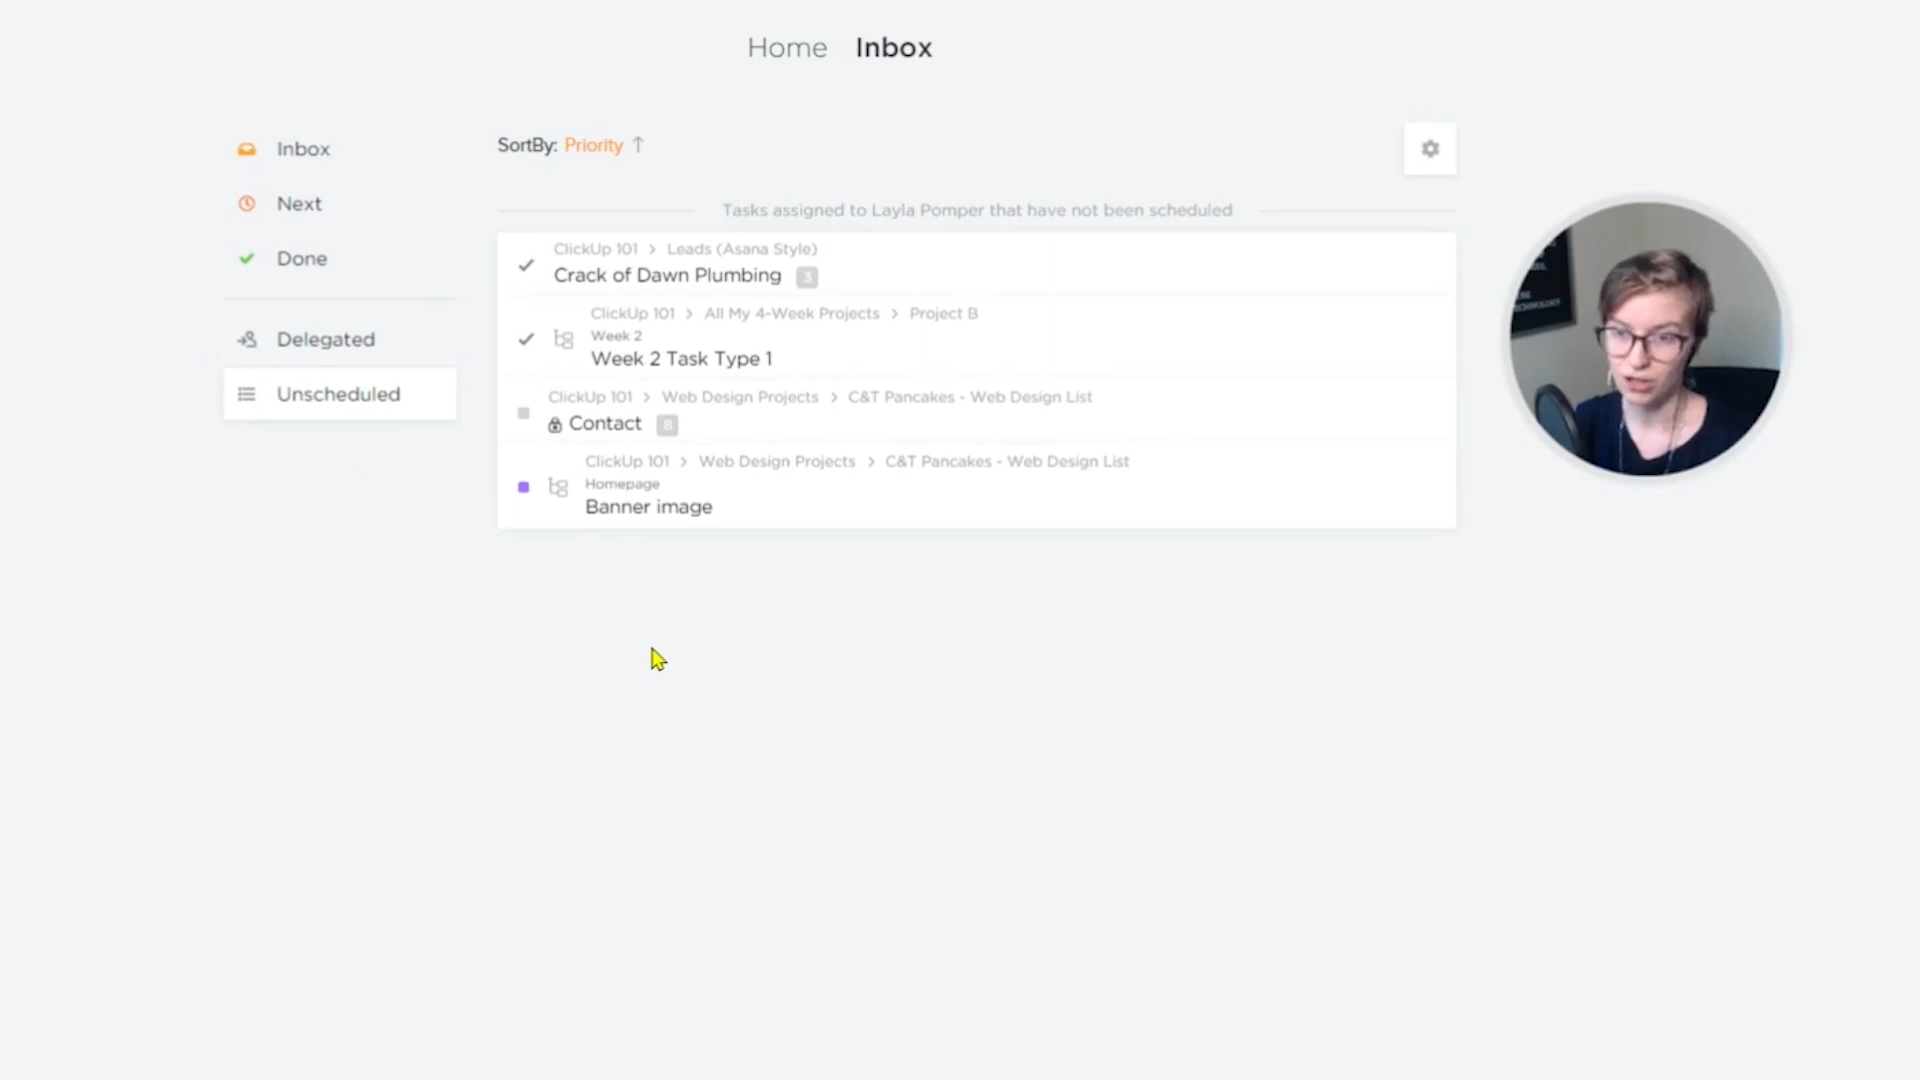 Home Inbox
Inbox
Next
Done
Delegated
Unscheduled
SortBy: Priority ↑
Tasks assigned to Layla Pomper that have not been scheduled
ClickUp 101 > Leads (Asana Style)
Crack of Dawn Plumbing 3
ClickUp 101 > All My 4-Week Projects > Project B
Week 2
Week 2 Task Type 1
ClickUp 101 > Web Design Projects > C&T Pancakes - Web Design List
Contact 8
ClickUp 101 > Web Design Projects > C&T Pancakes - Web Design List
Homepage
Banner image